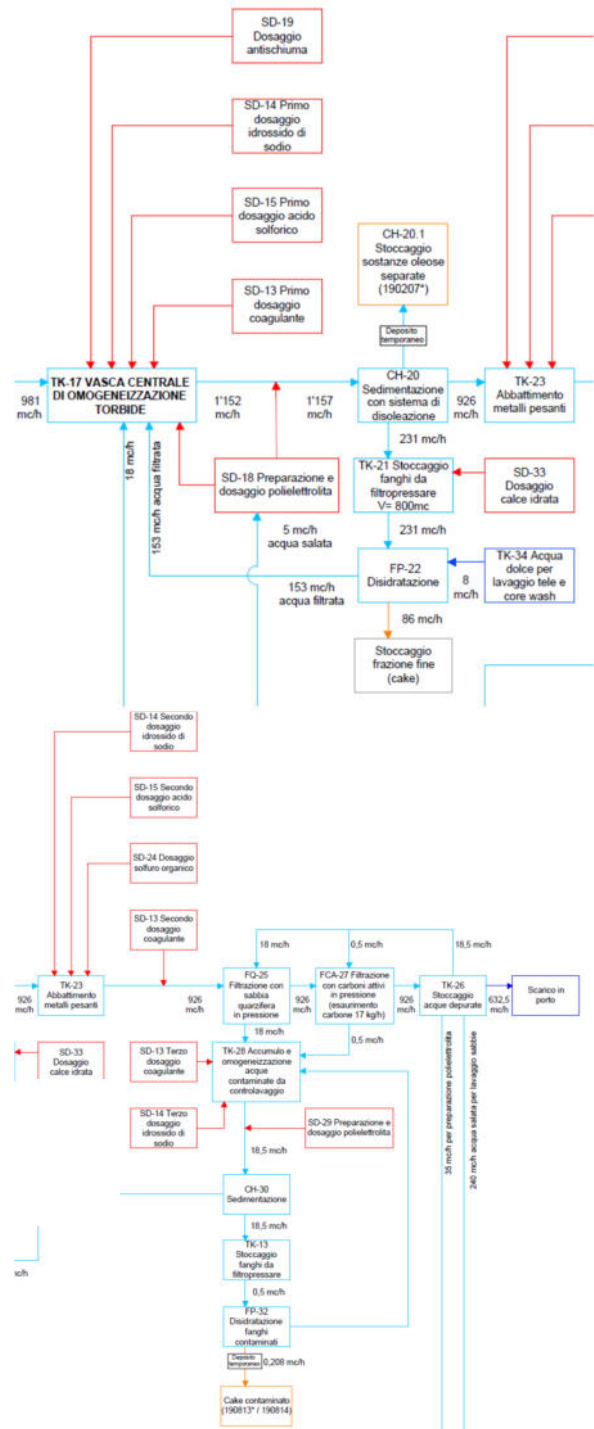 SD-19
Dosaggio
antischiuma
SD-14 Primo
dosaggio
idrossido di
sodio
SD-15 Primo
dosaggio acido
solforico
SD-13 Primo
dosaggio
coagulante
CH-20.1
Stoccaggio
sostanze oleose
separate
(190207*)
Deposito
temporaneo
981
mc/h
TK-17 VASCA CENTRALE
DI OMOGENEIZZAZIONE
TORBIDE
1'152
mc/h
1'157
mc/h
CH-20
Sedimentazione
con sistema di
disoleazione
926
mc/h
TK-23
Abbattimento
metalli pesanti
18 mc/h
153 mc/h acqua filtrata
SD-18 Preparazione e
dosaggio polielettrolita
231 mc/h
TK-21 Stoccaggio
fanghi da
filtropressare
V= 800mc
SD-33
Dosaggio
calce idrata
5 mc/h
acqua salata
231 mc/h
153 mc/h
acqua filtrata
FP-22
Disidratazione
8
mc/h
TK-34 Acqua
dolce per
lavaggio tele e
core wash
86 mc/h
Stoccaggio
frazione fine
(cake)
SD-14 Secondo
dosaggio
idrossido di
sodio
SD-15 Secondo
dosaggio acido
solforico
SD-24 Dosaggio
solfuro organico
SD-13 Secondo
dosaggio
coagulante
18 mc/h
0,5 mc/h
18,5 mc/h
926
mc/h
TK-23
Abbattimento
metalli pesanti
926
mc/h
FQ-25
Filtrazione con
sabbia
quarzifera
in pressione
926
mc/h
FCA-27 Filtrazione
con carboni attivi
in pressione
(esaurimento
carbone 17 kg/h)
926
mc/h
TK-26
Stoccaggio
acque depurate
632,5
mc/h
Scarico in
porto
18 mc/h
0,5 mc/h
SD-33
Dosaggio
calce idrata
SD-13 Terzo
dosaggio
coagulante
TK-28 Accumulo e
omogeneizzazione
acque
contaminate da
controlavaggio
SD-14 Terzo
dosaggio
idrossido di
sodio
SD-29 Preparazione e
dosaggio polielettrolita
18,5 mc/h
35 mc/h per preparazione polielettrolita
240 mc/h acqua salata per lavaggio sabbie
CH-30
Sedimentazione
18,5 mc/h
nc/h
TK-13
Stoccaggio
fanghi da
filtropressare
0,5 mc/h
FP-32
Disidratazione
fanghi
contaminati
Deposito
temporaneo
0,208 mc/h
Cake contaminato
(190813* / 190814)